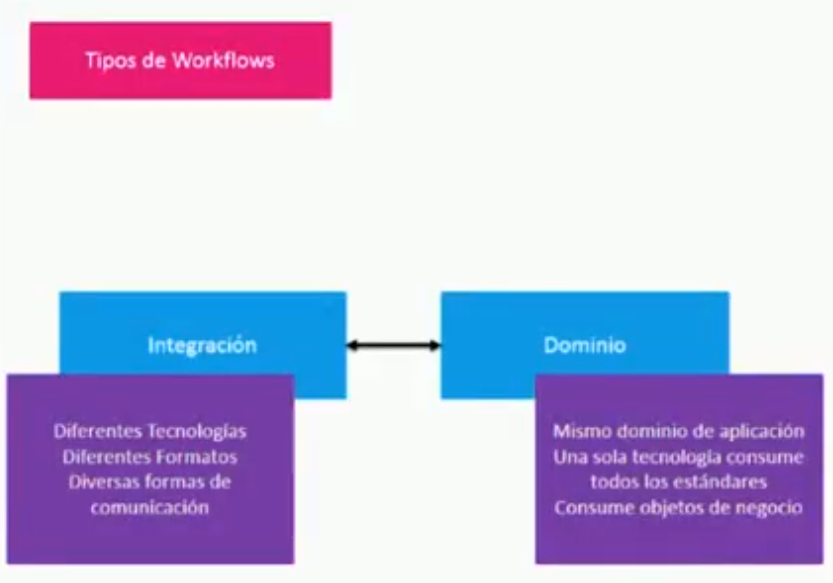 Tipos de Workflows
Integración
Dominio
Diferentes Tecnologías
Diferentes Formatos
Diversas formas de
comunicación
Mismo dominio de aplicación
Una sola tecnología consume
todos los estándares
Consume objetos de negocio